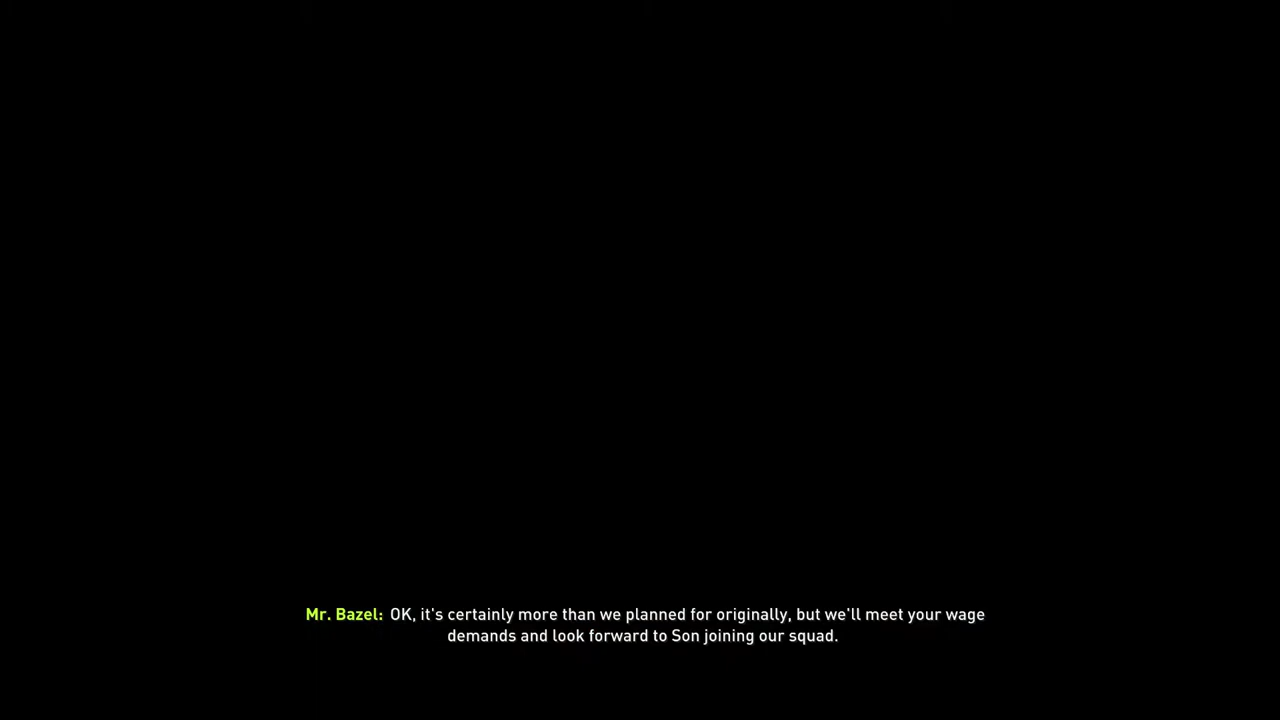 Mr. Bazel: OK, it's certainly more than we planned for originally, but we'll meet your wage
demands and look forward to Son joining our squad.